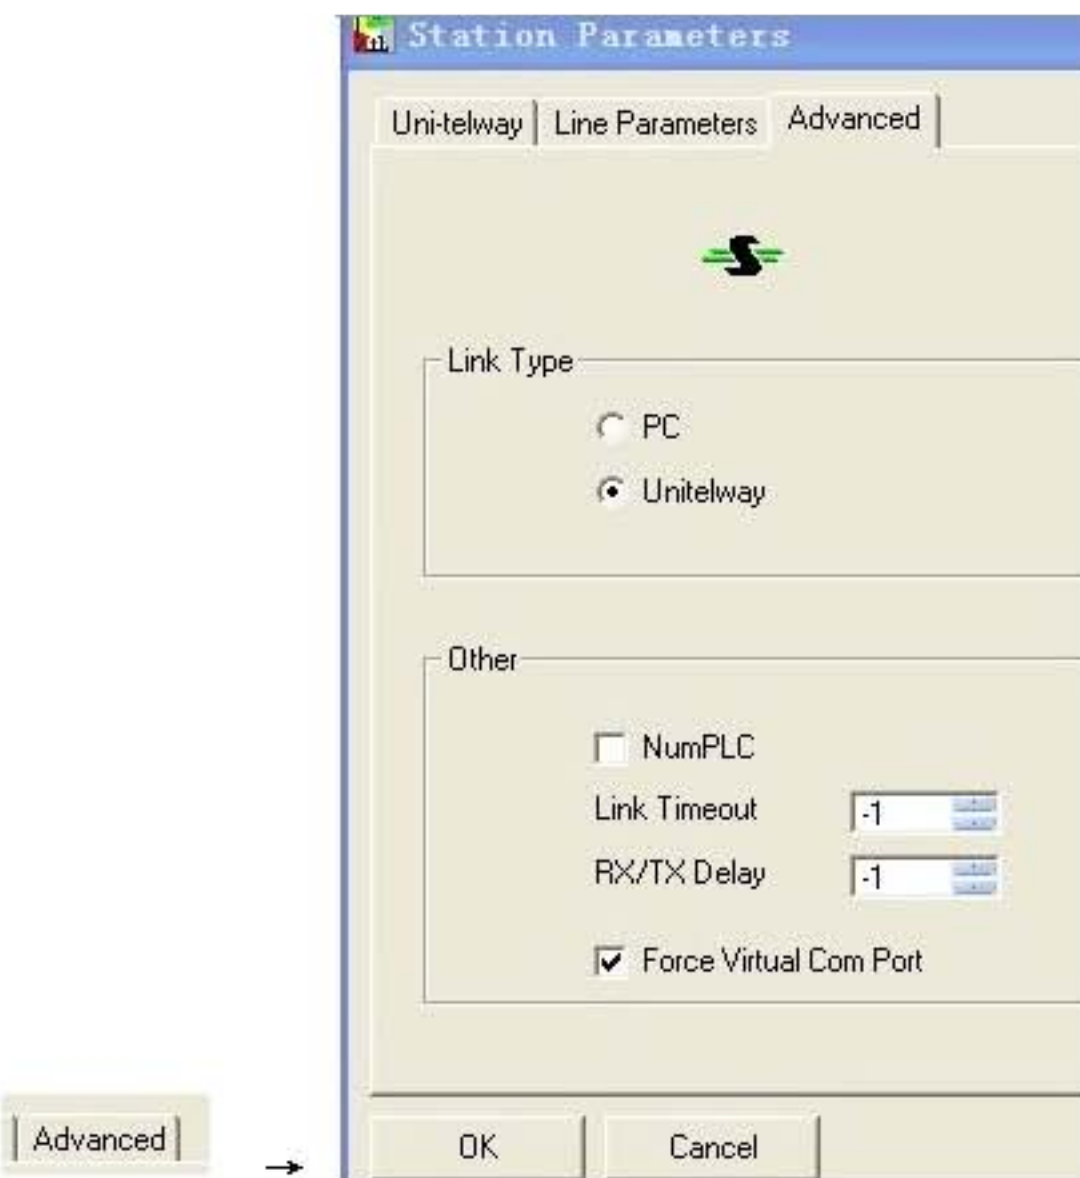 Station Parameters
Uni-telway Line Parameters Advanced
Link Type
PC
Unitelway
Other
NumPLC
Link Timeout -1
RX/TX Delay -1
Force Virtual Com Port
Advanced → OK Cancel